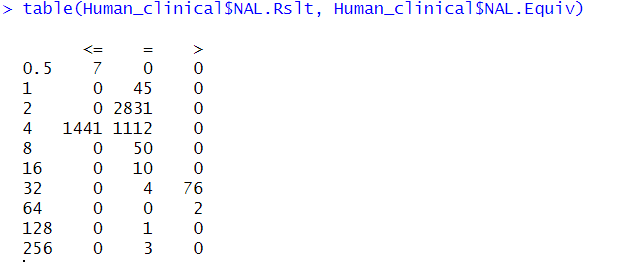 > table(Human_clinical$NAL.Rslt, Human_clinical$NAL.Equiv)
<= = >
0.5 7 0 0
1 0 45 0
2 0 2831 0
4 1441 1112 0
8 0 50 0
16 0 10 0
32 0 4 76
64 0 0 2
128 0 1 0
256 0 3 0